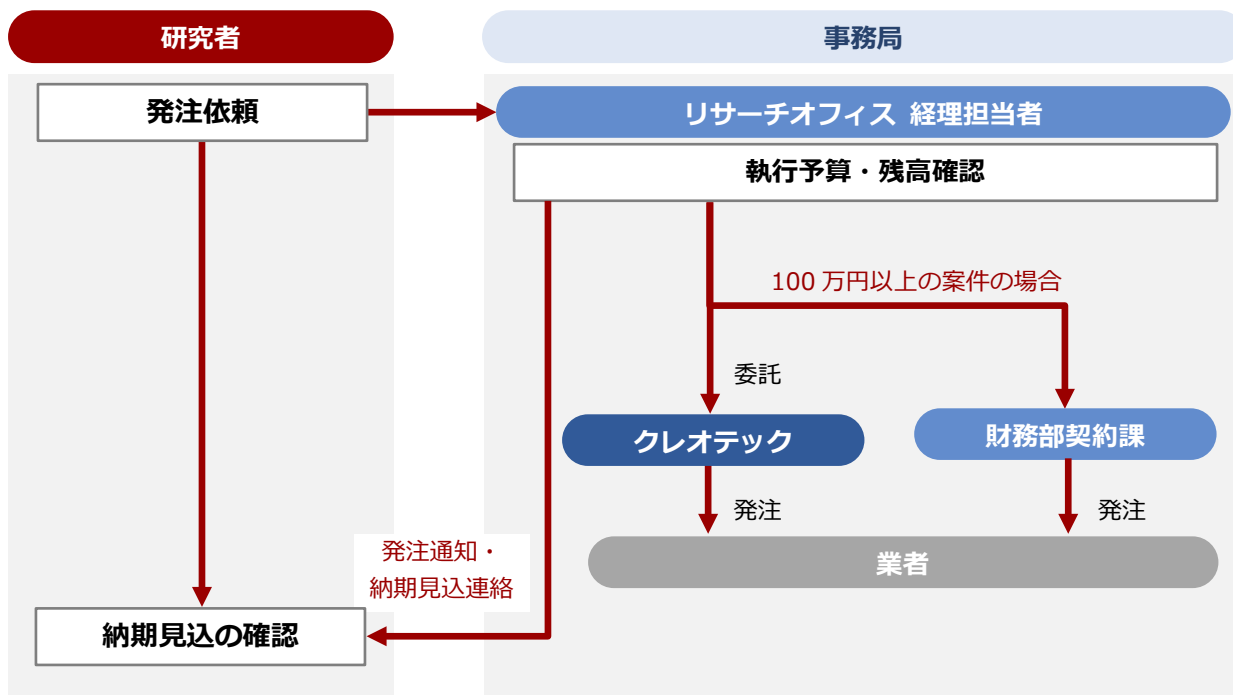 研究者
事務局
発注依頼
リサーチオフィス 経理担当者
執行予算・残高確認
100 万円以上の案件の場合
委託
クレオテック
財務部契約課
発注
発注
業者
発注通知・
納期見込連絡
納期見込の確認